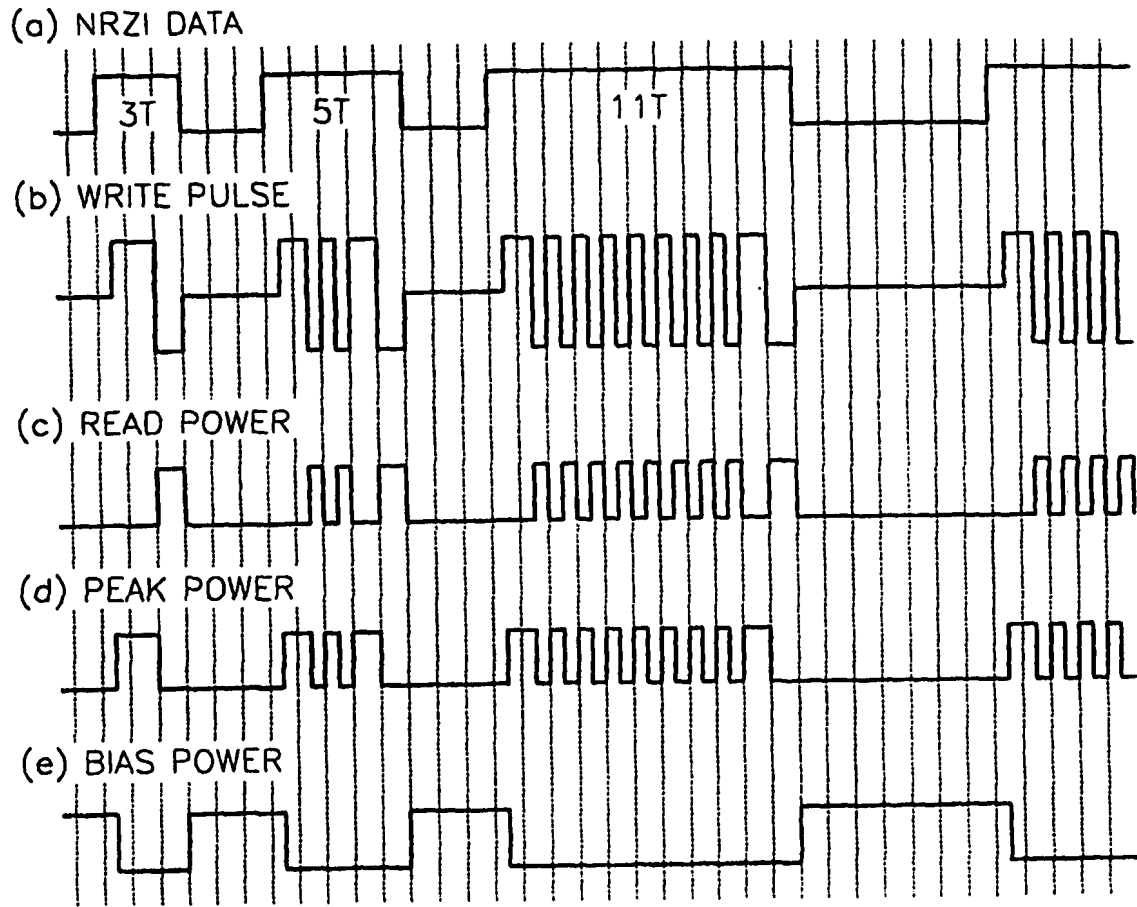 (a) NRZI DATA
3T 5T 11T
(b) WRITE PULSE
(c) READ POWER
(d) PEAK POWER
(e) BIAS POWER